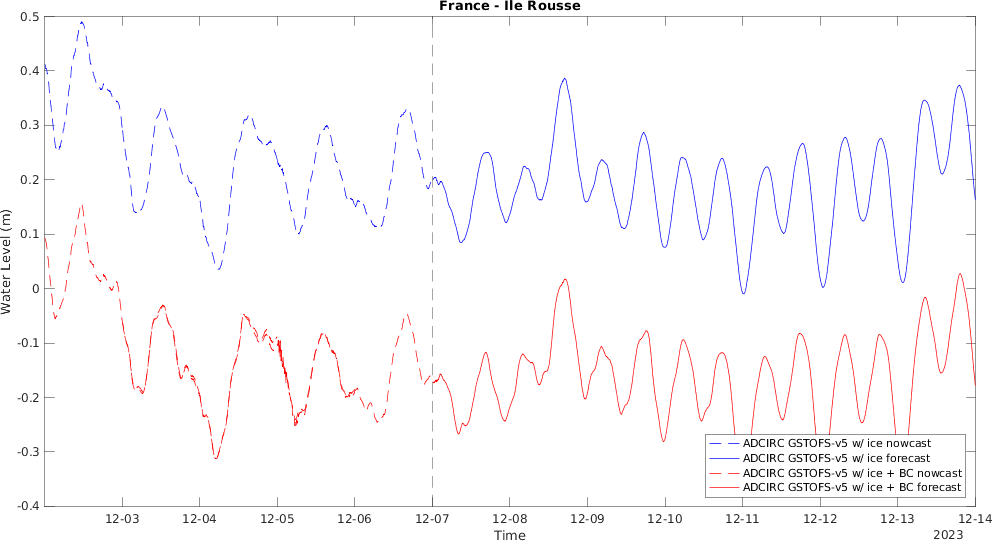 France - Ile Rousse
0.5
0.4
0.3
0.2
0.1
0
-0.1
-0.2
-0.3
-0.4
Water Level (m)
ADCIRC GSTOFS-v5 w/ ice nowcast
ADCIRC GSTOFS-v5 w/ ice forecast
ADCIRC GSTOFS-v5 w/ ice + BC nowcast
ADCIRC GSTOFS-v5 w/ ice + BC forecast
12-03 12-04 12-05 12-06 12-07 12-08 12-09 12-10 12-11 12-12 12-13 12-14
Time
2023